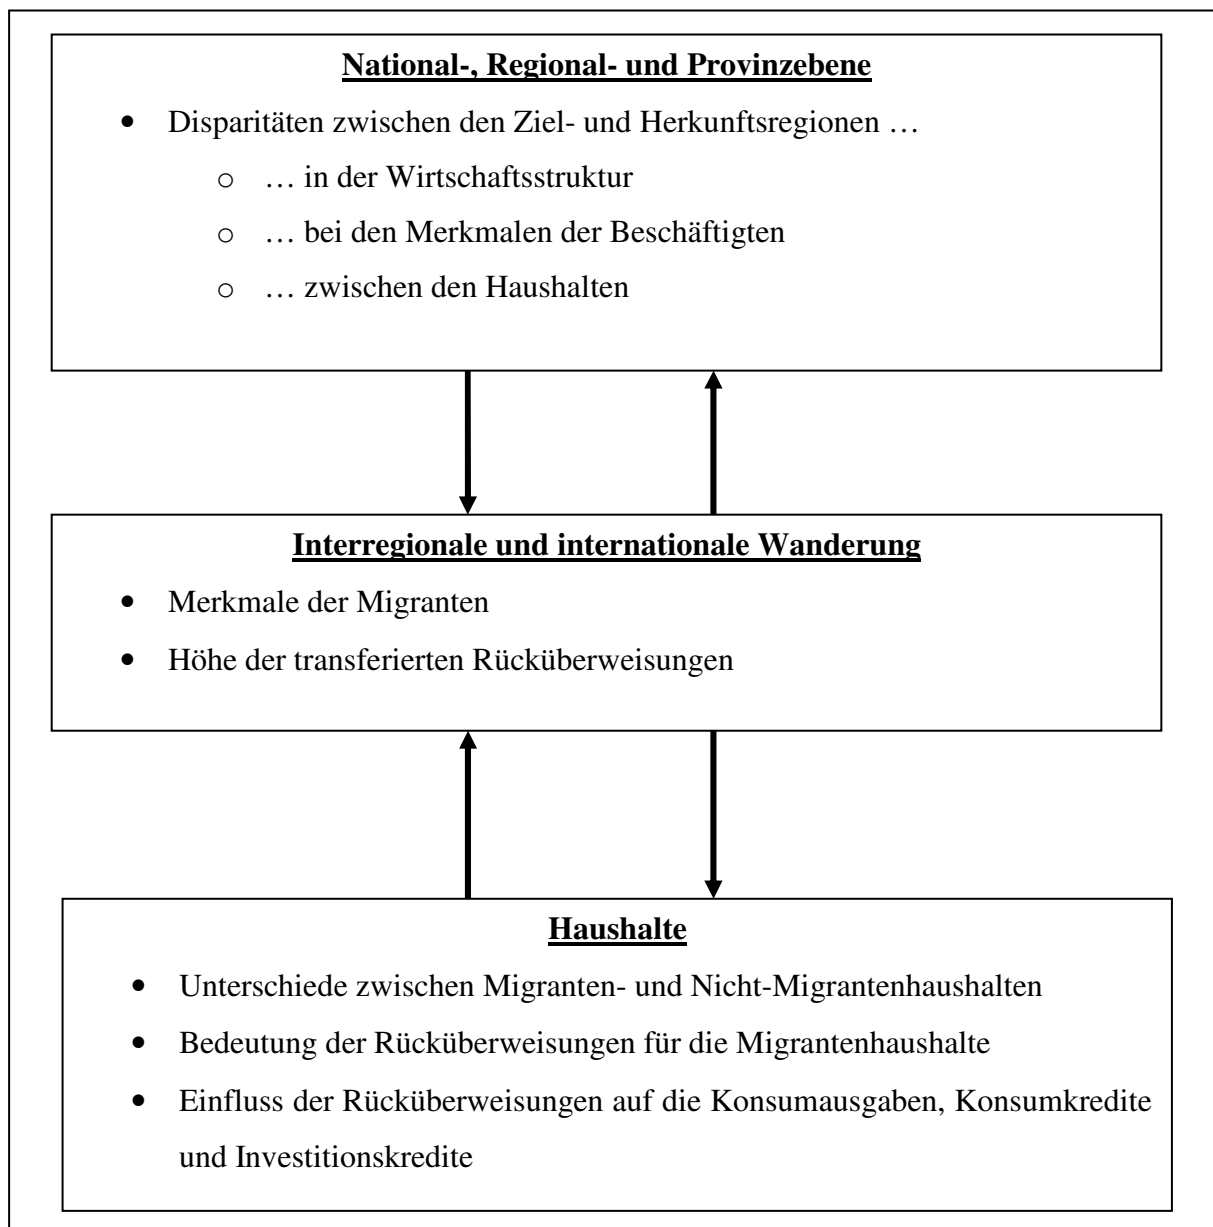 National-, Regional- und Provinzebene
• Disparitäten zwischen den Ziel- und Herkunftsregionen …
o … in der Wirtschaftsstruktur
o … bei den Merkmalen der Beschäftigten
o … zwischen den Haushalten
Interregionale und internationale Wanderung
• Merkmale der Migranten
• Höhe der transferierten Rücküberweisungen
Haushalte
• Unterschiede zwischen Migranten- und Nicht-Migrantenhaushalten
• Bedeutung der Rücküberweisungen für die Migrantenhaushalte
• Einfluss der Rücküberweisungen auf die Konsumausgaben, Konsumkredite
und Investitionskredite